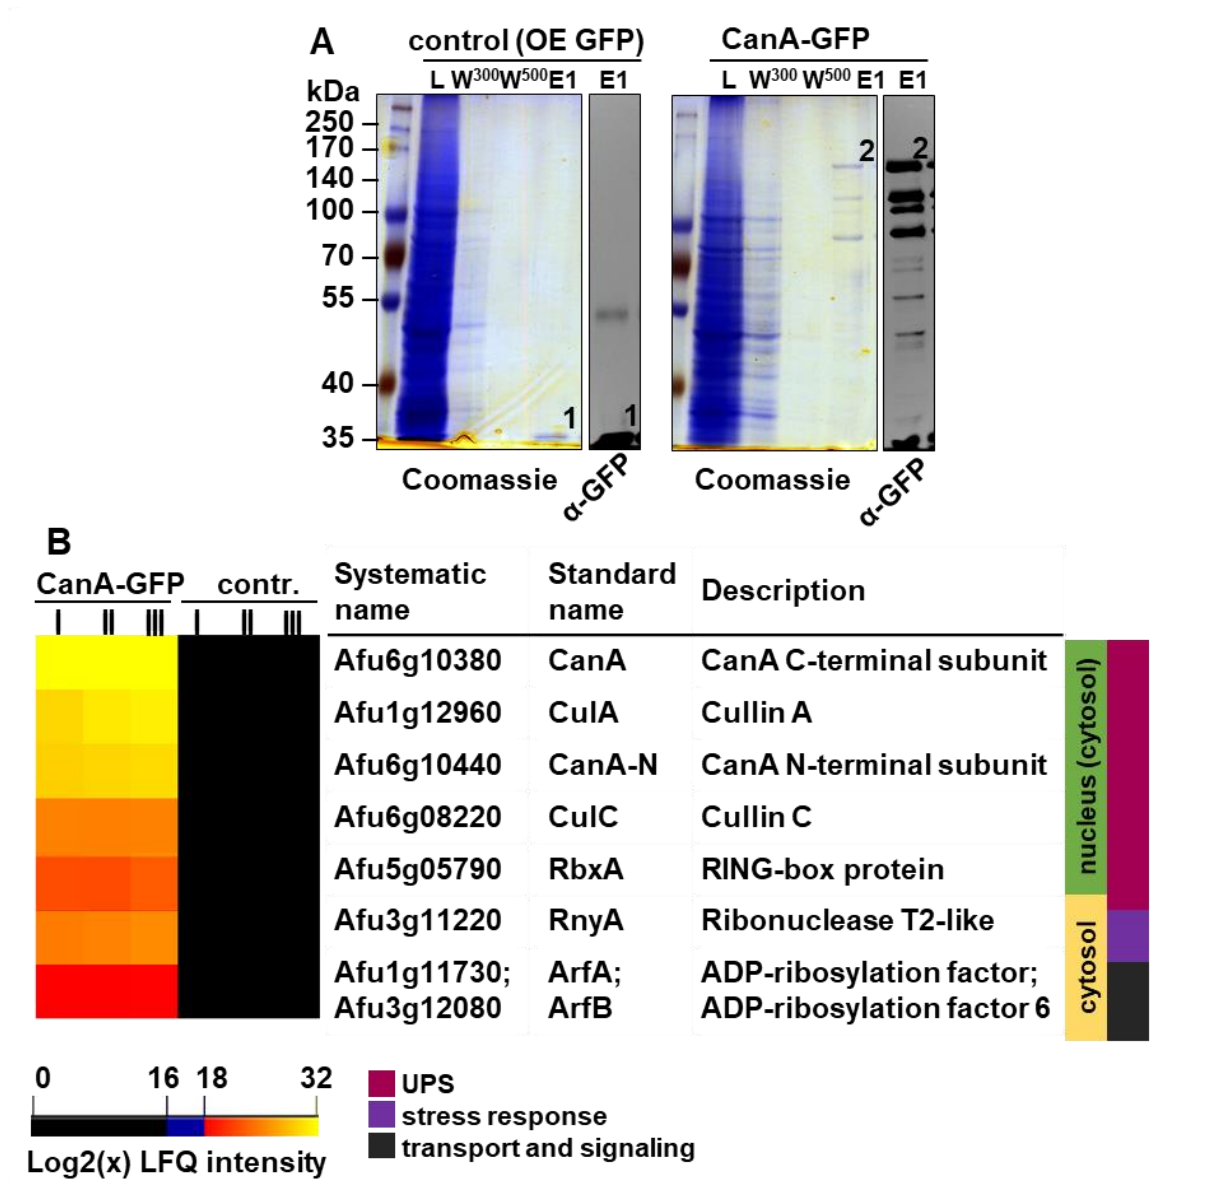 A
control (OE GFP)
CanA-GFP
L W300 W500 E1 E1
L W300 W500 E1 E1
kDa
250
170
140
100
70
55
40
35
1
1
2
2
Coomassie
α-GFP
Coomassie
α-GFP
B
CanA-GFP
contr.
I II III
I II III
Systematic name
Standard name
Description
Afu6g10380 CanA CanA C-terminal subunit
Afu1g12960 CulA Cullin A
Afu6g10440 CanA-N CanA N-terminal subunit
Afu6g08220 CulC Cullin C
Afu5g05790 RbxA RING-box protein
Afu3g11220 RnyA Ribonuclease T2-like
Afu1g11730; ArfA; ADP-ribosylation factor;
Afu3g12080 ArfB ADP-ribosylation factor 6
nucleus (cytosol)
cytosol
0 16 18 32
Log2(x) LFQ intensity
UPS
stress response
transport and signaling